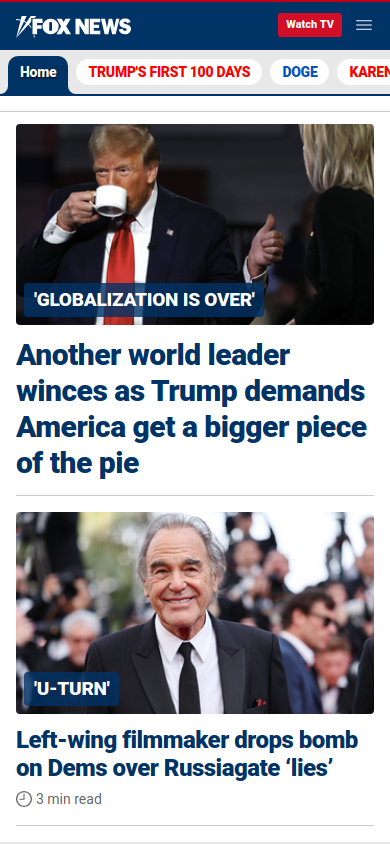 FOX NEWS
Watch TV
Home
TRUMP'S FIRST 100 DAYS
DOGE
KAREN
'GLOBALIZATION IS OVER'
Another world leader
winces as Trump demands
America get a bigger piece
of the pie
'U-TURN'
Left-wing filmmaker drops bomb
on Dems over Russiagate ‘lies’
3 min read